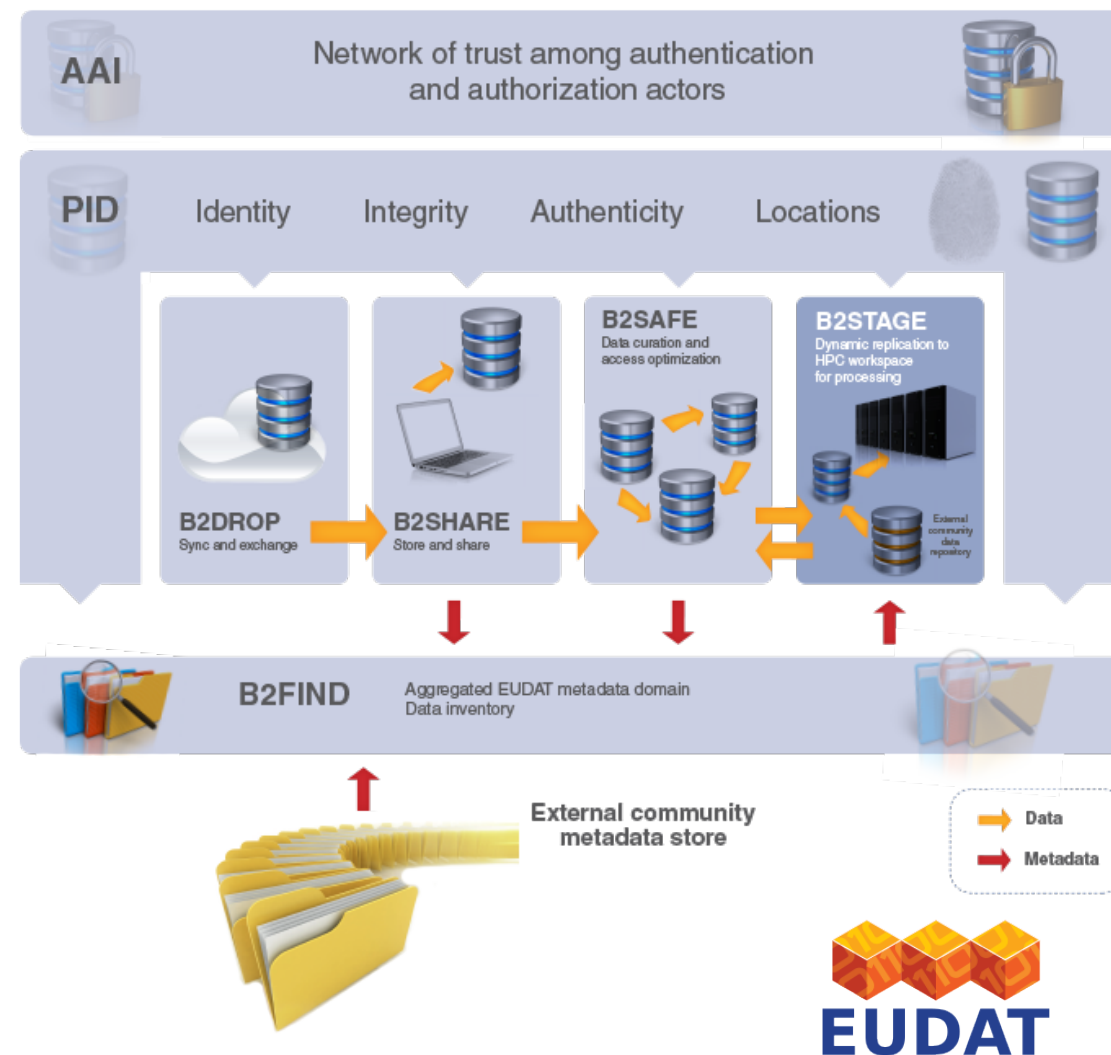 AAI
Network of trust among authentication
and authorization actors
PID
Identity
Integrity
Authenticity
Locations
B2DROP
Sync and exchange
B2SHARE
Store and share
B2SAFE
Data curation and
access optimization
B2STAGE
Dynamic replication to
HPC workspace
for processing
External
community
data
repository
B2FIND
Aggregated EUDAT metadata domain
Data inventory
External community
metadata store
Data
Metadata
EUDAT